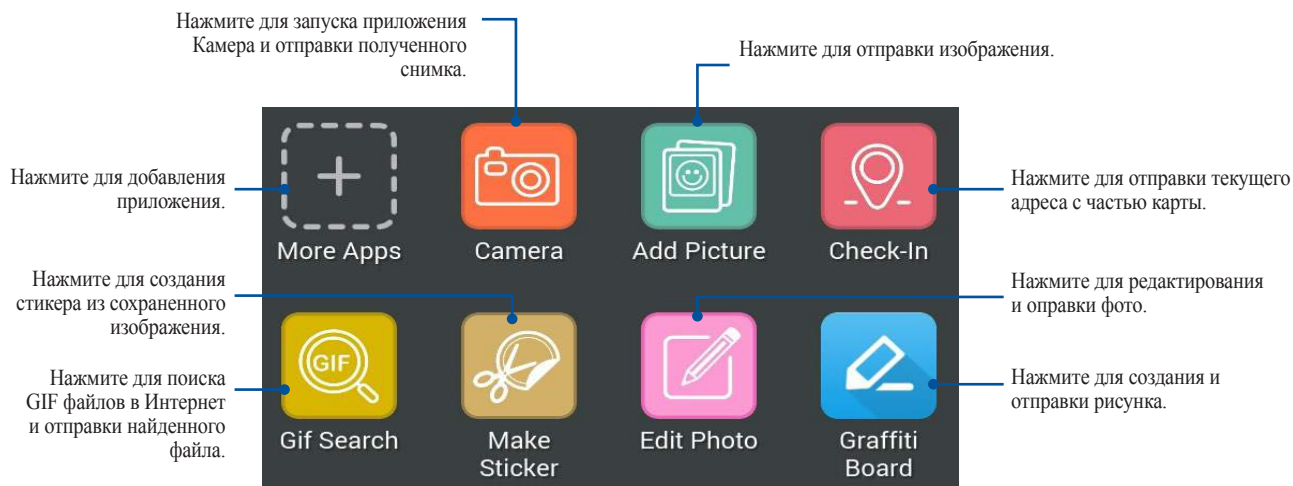 Нажмите для запуска приложения
Камера и отправки полученного
снимка.
Нажмите для отправки изображения.
Нажмите для добавления
приложения.
More Apps
Camera
Add Picture
Check-In
Нажмите для отправки текущего
адреса с частью карты.
Нажмите для создания
стикера из сохраненного
изображения.
Нажмите для редактирования
и оправки фото.
Нажмите для поиска
GIF файлов в Интернет
и отправки найденного
файла.
GIF
Gif Search
Make
Sticker
Edit Photo
Graffiti
Board
Нажмите для создания и
отправки рисунка.